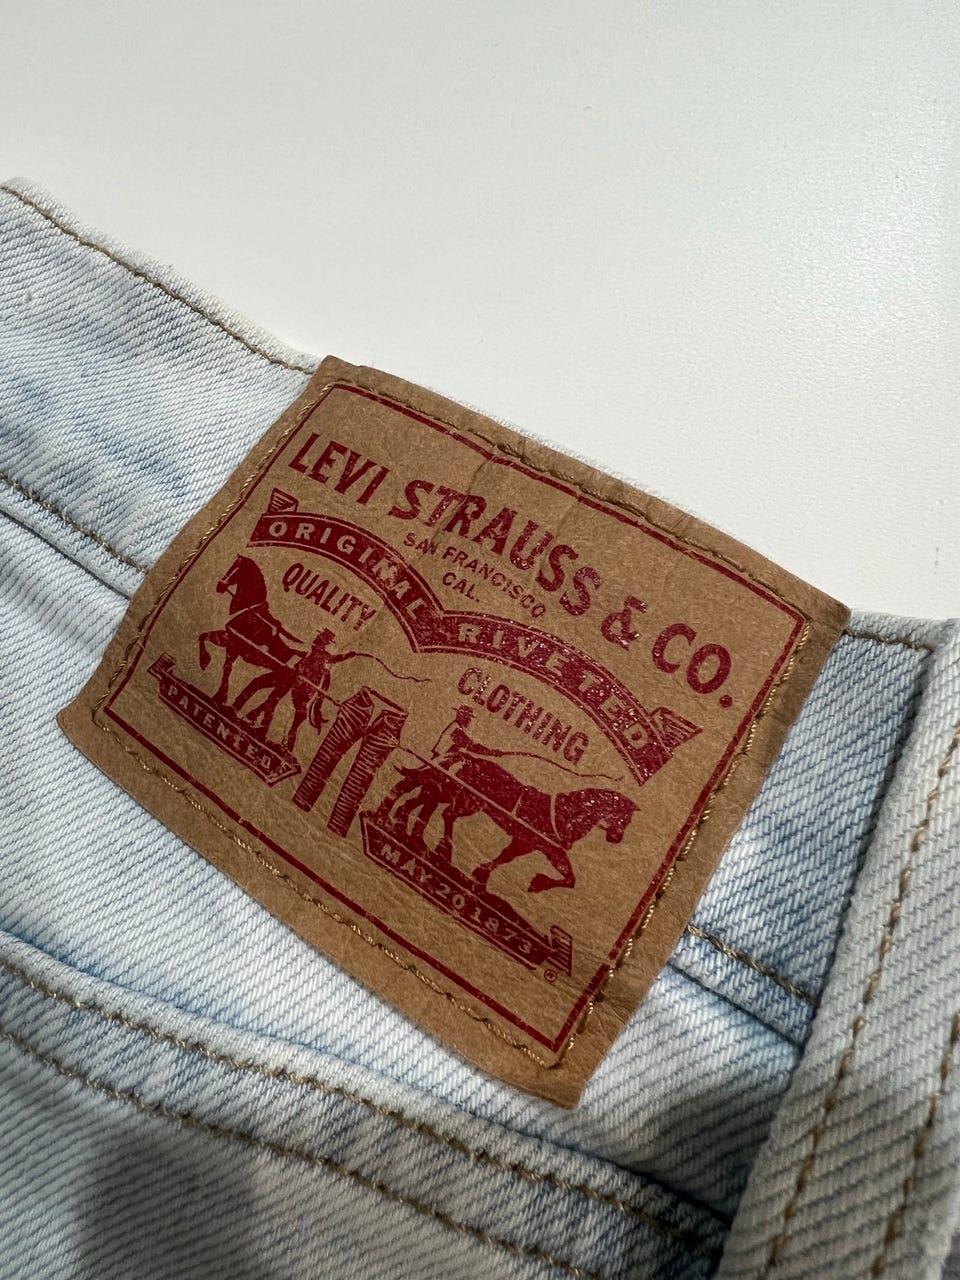 LEVI STRAUSS & CO.
SAN FRANCISCO
CAL.
ORIGINAL RIVETED
QUALITY CLOTHING
PATENTED MAY 20 1873
®